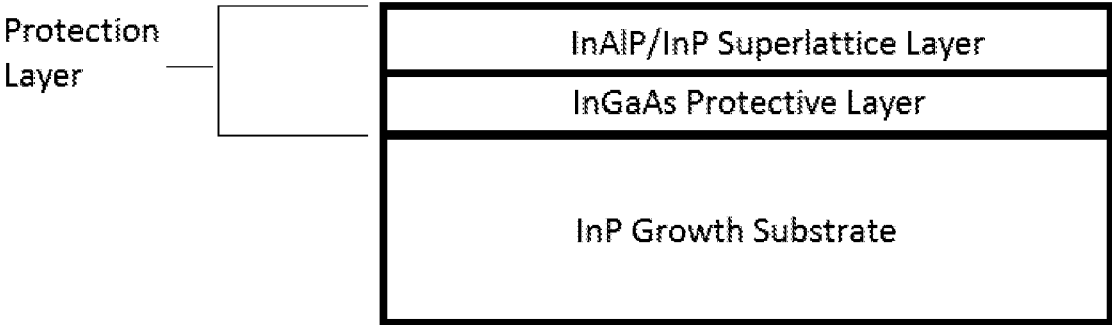 Protection
Layer
InAlP/InP Superlattice Layer
InGaAs Protective Layer
InP Growth Substrate